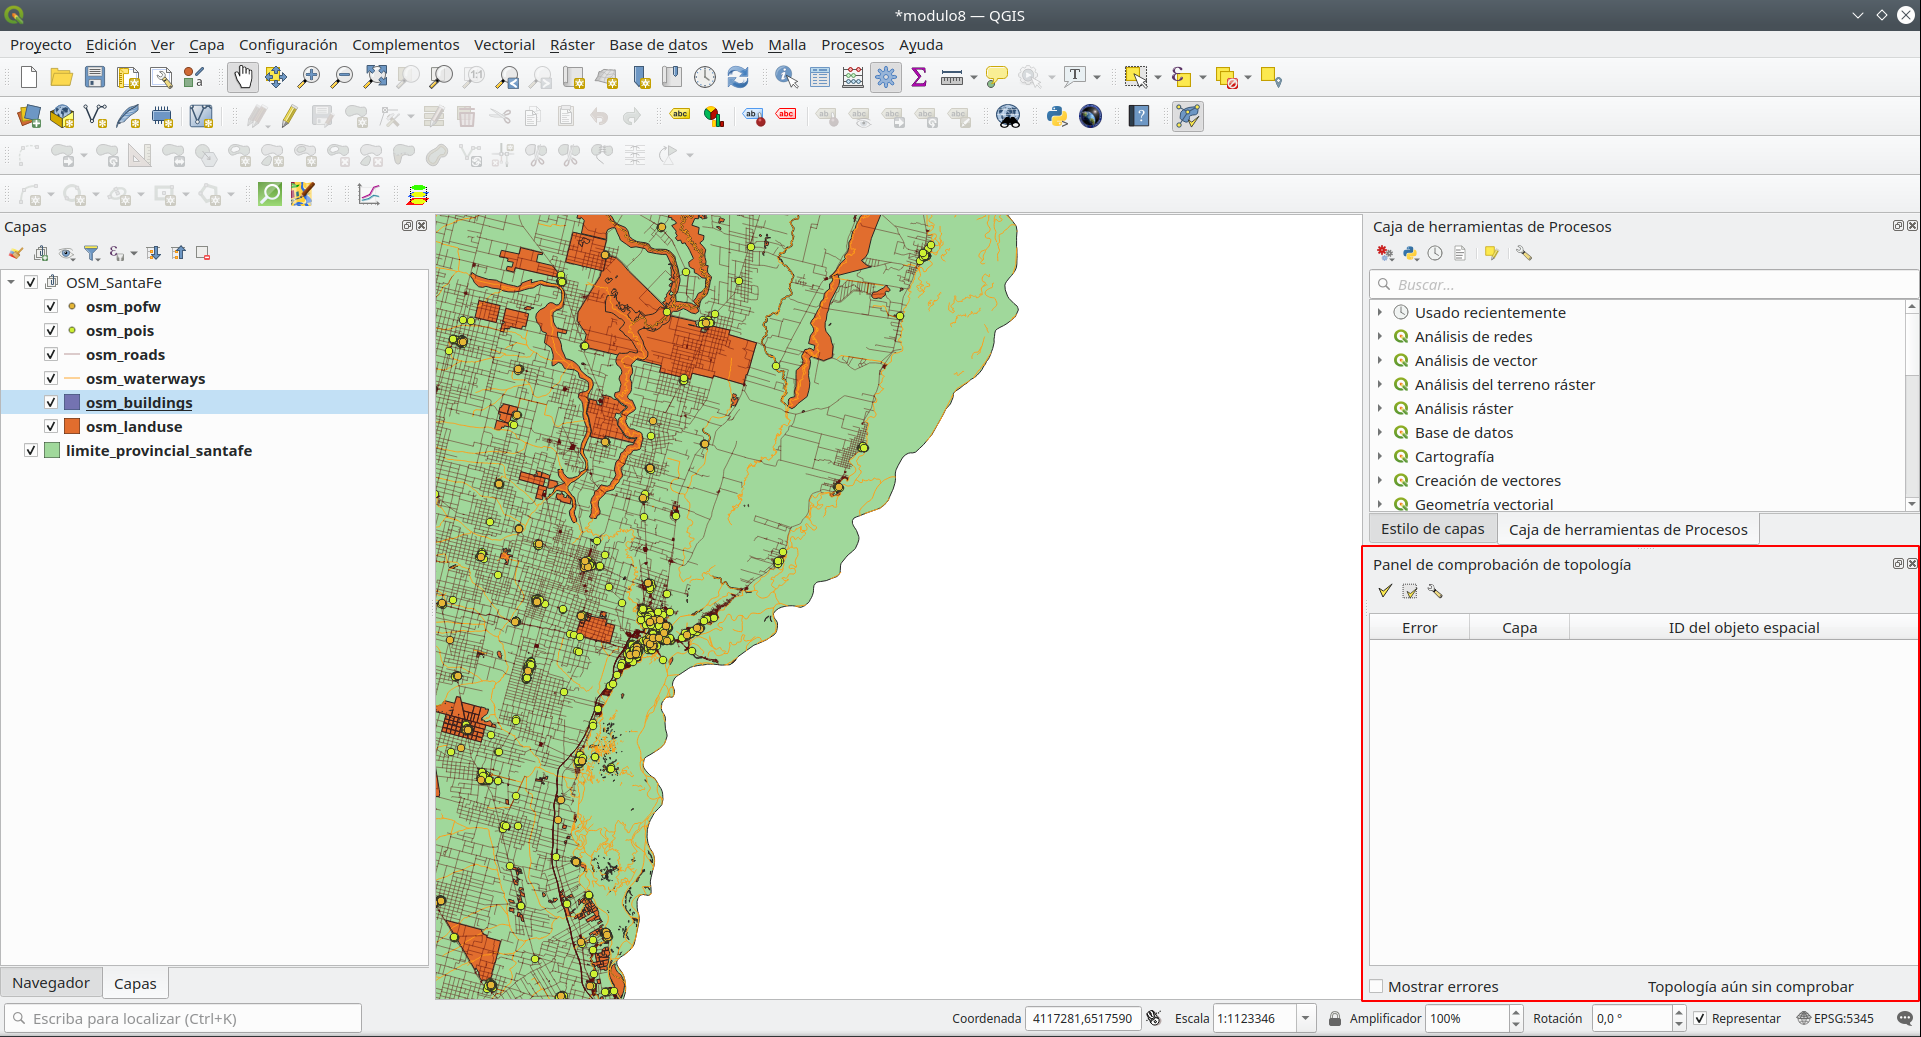 *modulo8 — QGIS
Proyecto Edición Ver Capa Configuración Complementos Vectorial Ráster Base de datos Web Malla Procesos Ayuda
Capas
OSM_SantaFe
osm_pofw
osm_pois
osm_roads
osm_waterways
osm_buildings
osm_landuse
limite_provincial_santafe
Navegador
Capas
Caja de herramientas de Procesos
Buscar...
Usado recientemente
Análisis de redes
Análisis de vector
Análisis del terreno ráster
Análisis ráster
Base de datos
Cartografía
Creación de vectores
Geometría vectorial
Estilo de capas
Caja de herramientas de Procesos
Panel de comprobación de topología
Error Capa ID del objeto espacial
Mostrar errores Topología aún sin comprobar
Escriba para localizar (Ctrl+K)
Coordenada 4117281,6517590 Escala 1:1123346 Amplificador 100% Rotación 0,0 ° Representar EPSG:5345